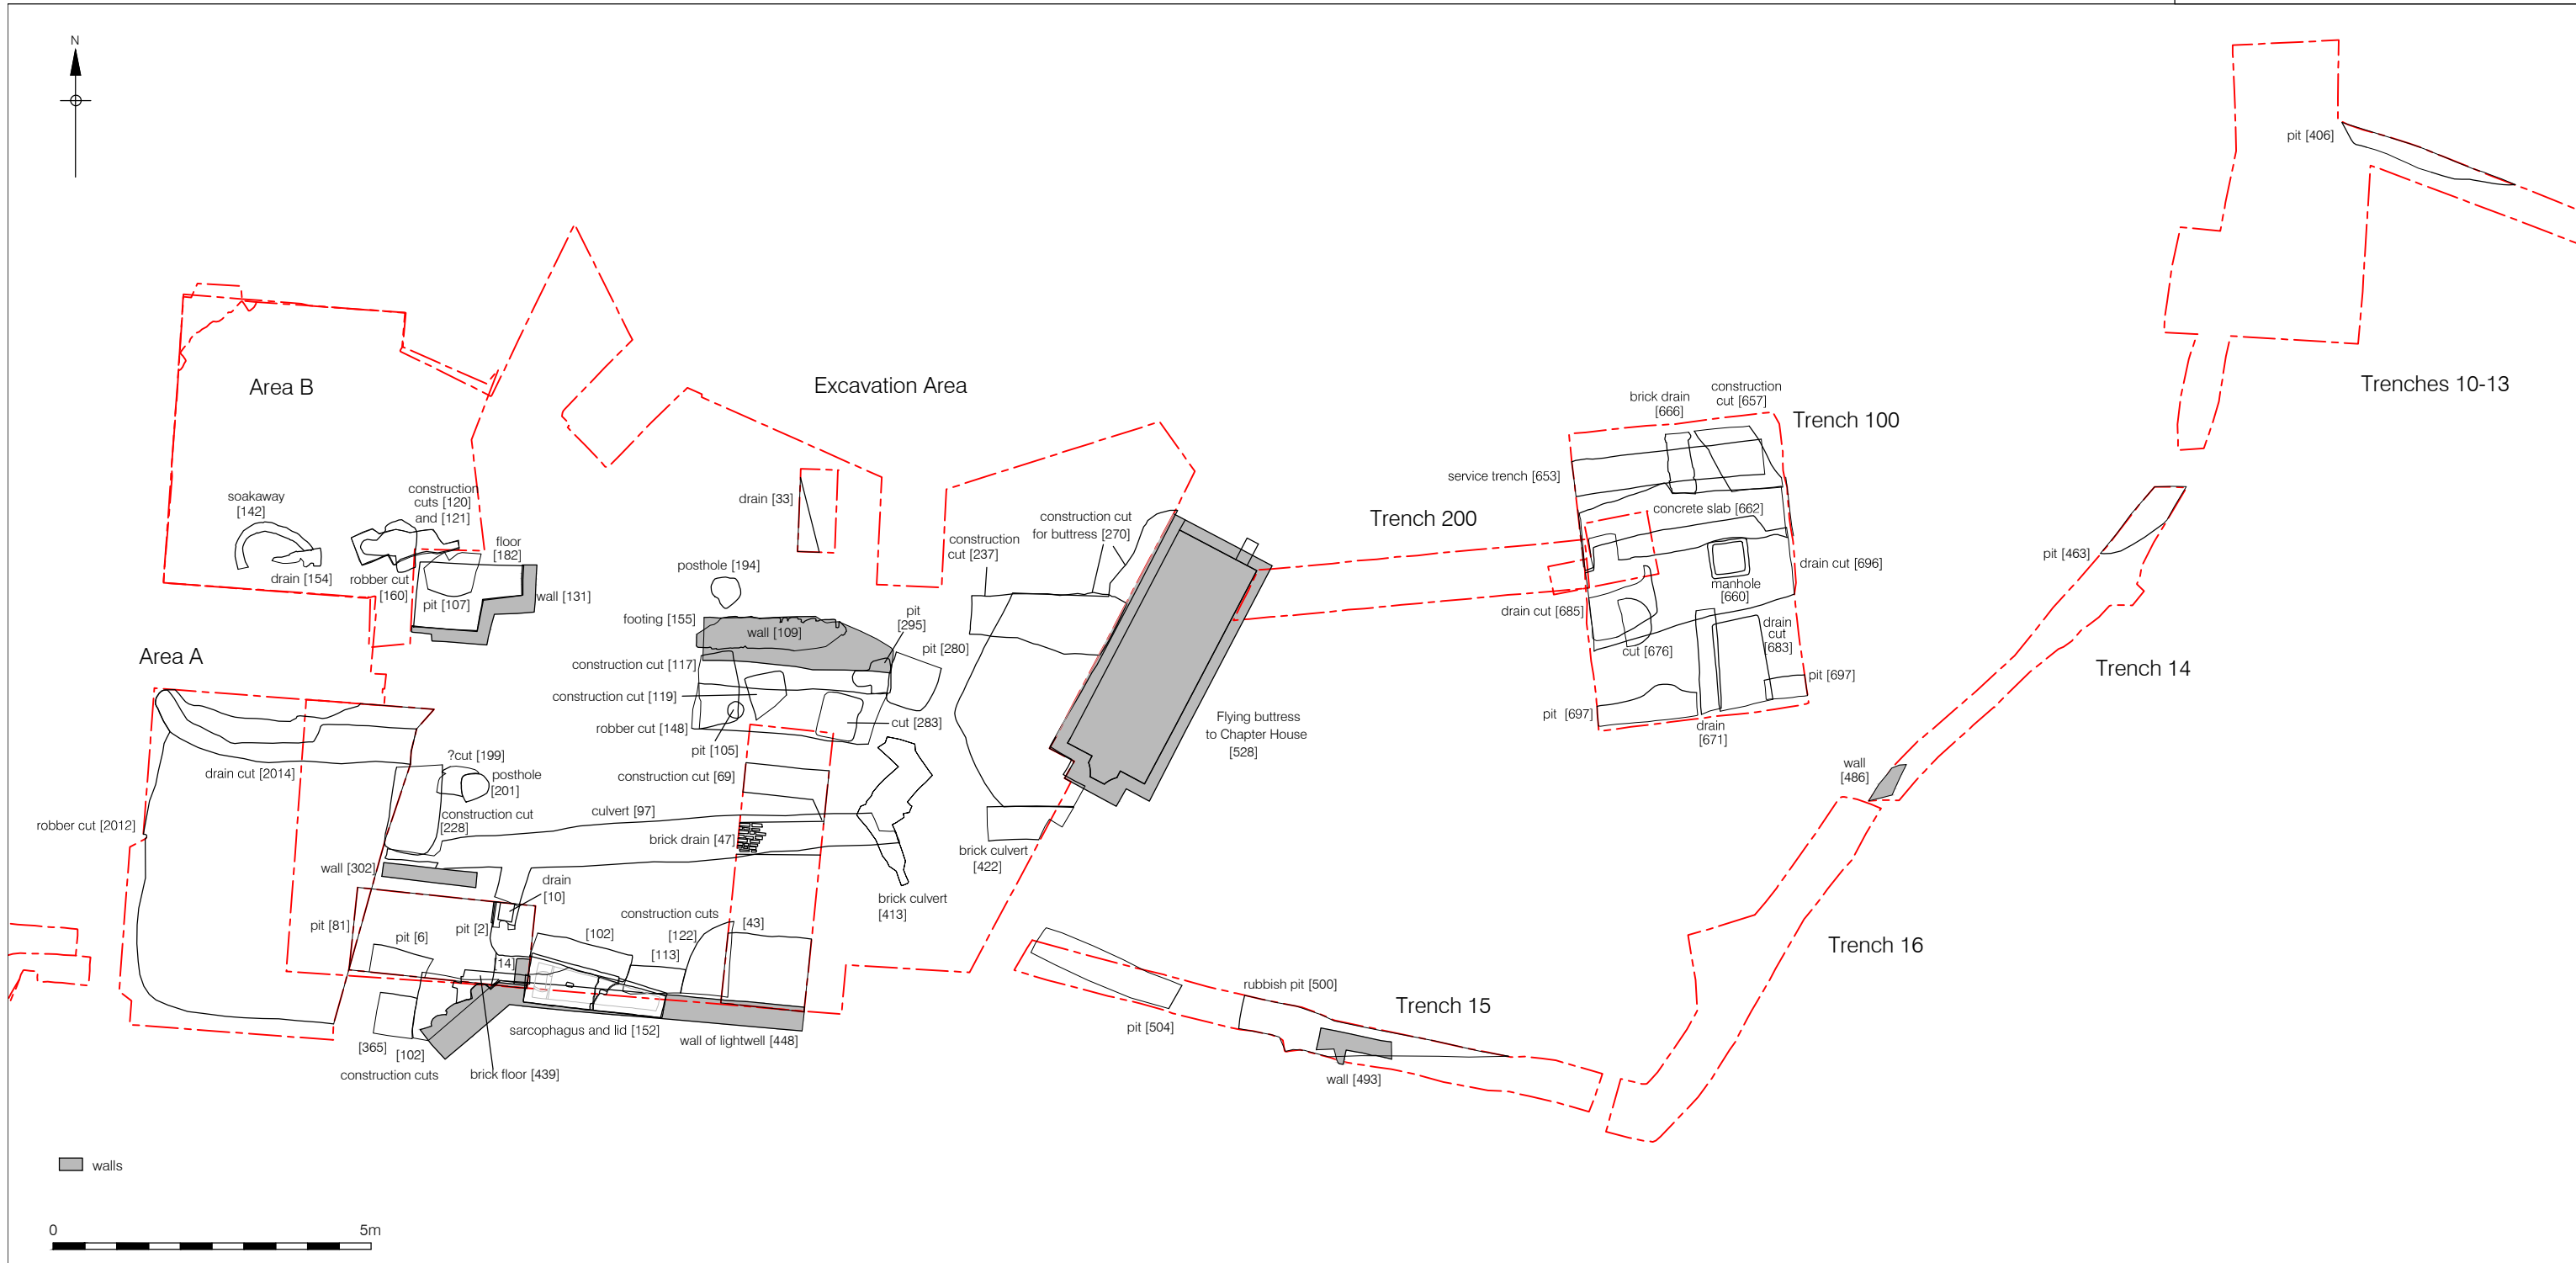 N
pit [406]
Area B
Excavation Area
Trenches 10-13
brick drain
[666]
construction
cut [657]
Trench 100
service trench [653]
concrete slab [662]
Trench 200
drain cut [696]
manhole
[660]
drain cut [685]
drain
cut
[683]
cut [676]
pit [697]
pit [697]
drain
[671]
pit [463]
Trench 14
soakaway
[142]
construction
cuts [120]
and [121]
floor
[182]
drain [154]
robber cut
[160]
pit [107]
wall [131]
drain [33]
construction
cut [237]
construction cut
for buttress [270]
posthole [194]
footing [155]
wall [109]
pit
[295]
pit [280]
construction cut [117]
construction cut [119]
robber cut [148]
cut [283]
pit [105]
Flying buttress
to Chapter House
[528]
Area A
drain cut [2014]
?cut [199]
posthole
[201]
construction cut
[228]
robber cut [2012]
construction cut [69]
culvert [97]
brick drain [47]
wall [302]
drain
[10]
brick culvert
[413]
brick culvert
[422]
wall
[486]
Trench 16
pit [81]
pit [6]
pit [2]
[14]
construction cuts
[102]
[122]
[113]
[43]
sarcophagus and lid [152]
wall of lightwell [448]
[365]
[102]
construction cuts
brick floor [439]
rubbish pit [500]
Trench 15
pit [504]
wall [493]
walls
0
5m